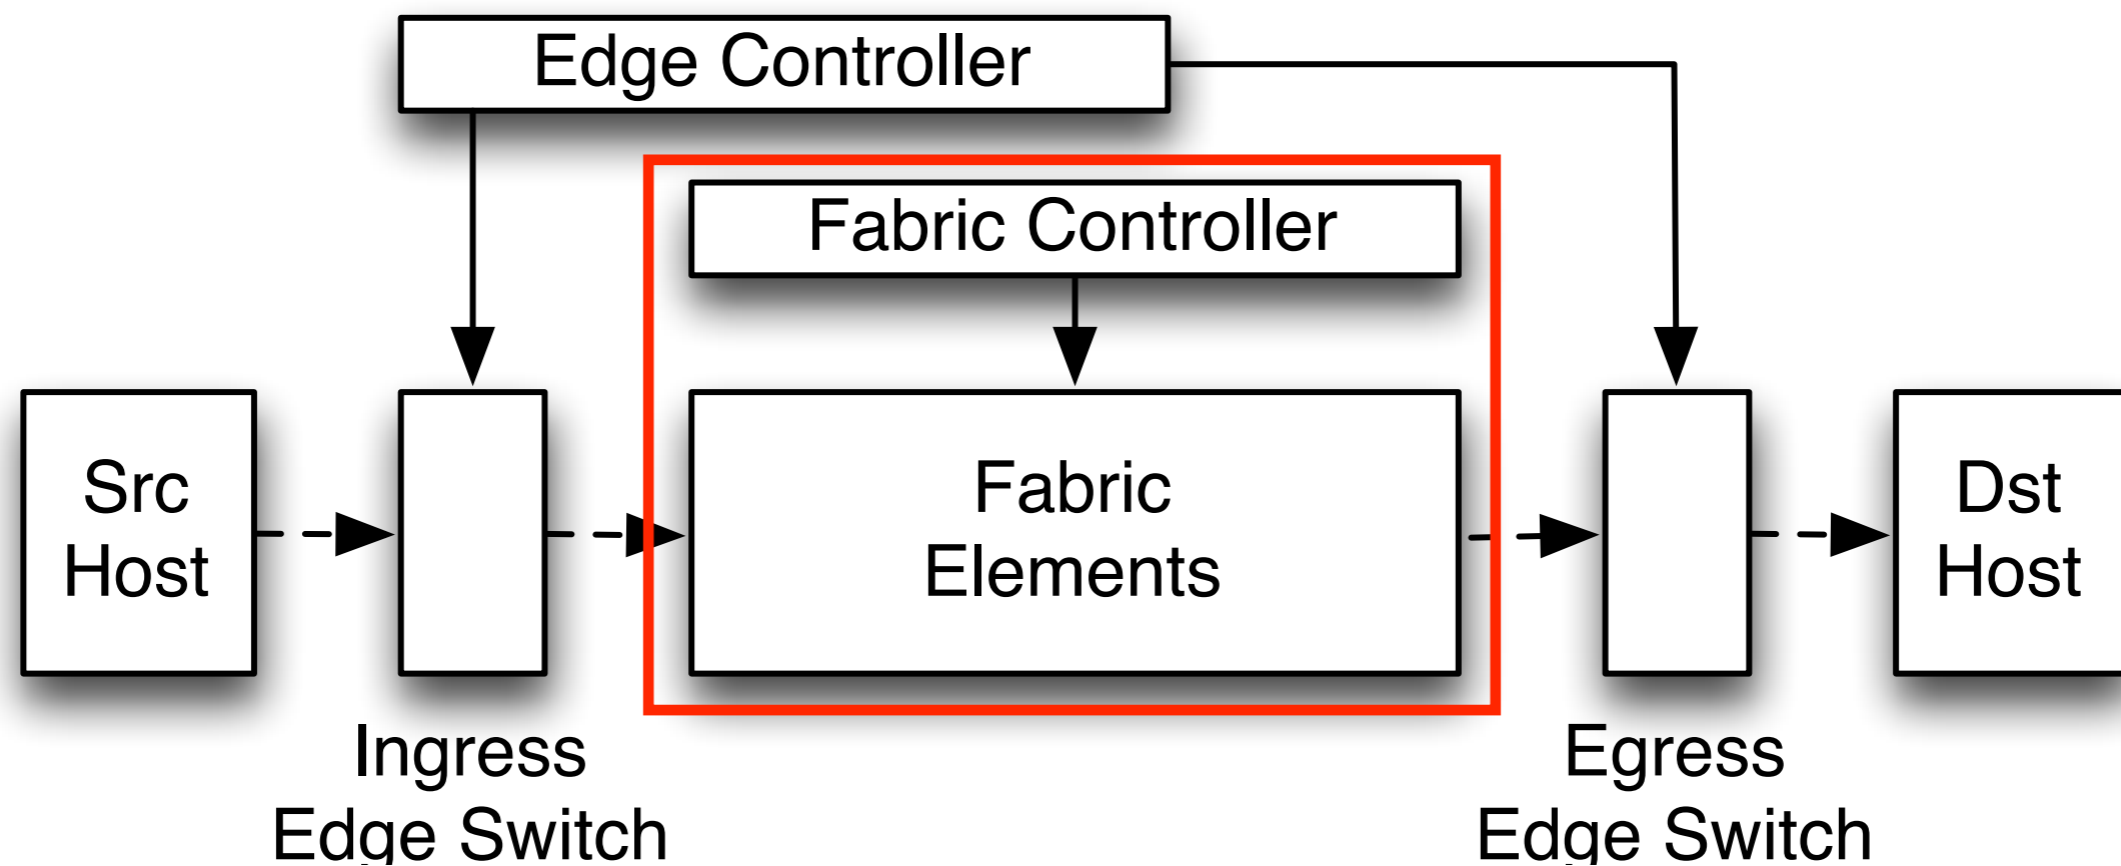 Edge Controller
Fabric Controller
Src
Host
Fabric
Elements
Dst
Host
Ingress
Edge Switch
Egress
Edge Switch